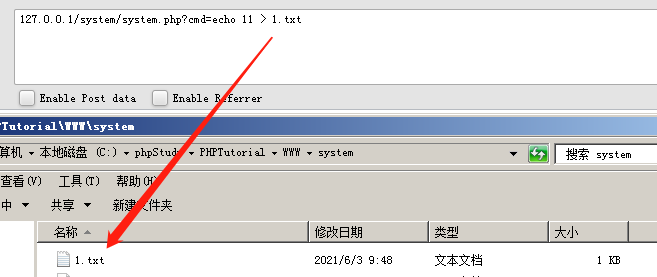 127.0.0.1/system/system.php?cmd=echo 11 > 1.txt
Enable Post data Enable Referrer
PTutorial\WWW\system
算机 本地磁盘 (C:) phpStudy PHPTutorial WWW system 搜索 system
查看(V) 工具(T) 帮助(H)
中 共享 新建文件夹
名称 修改日期 类型 大小
1.txt 2021/6/3 9:48 文本文档 1 KB